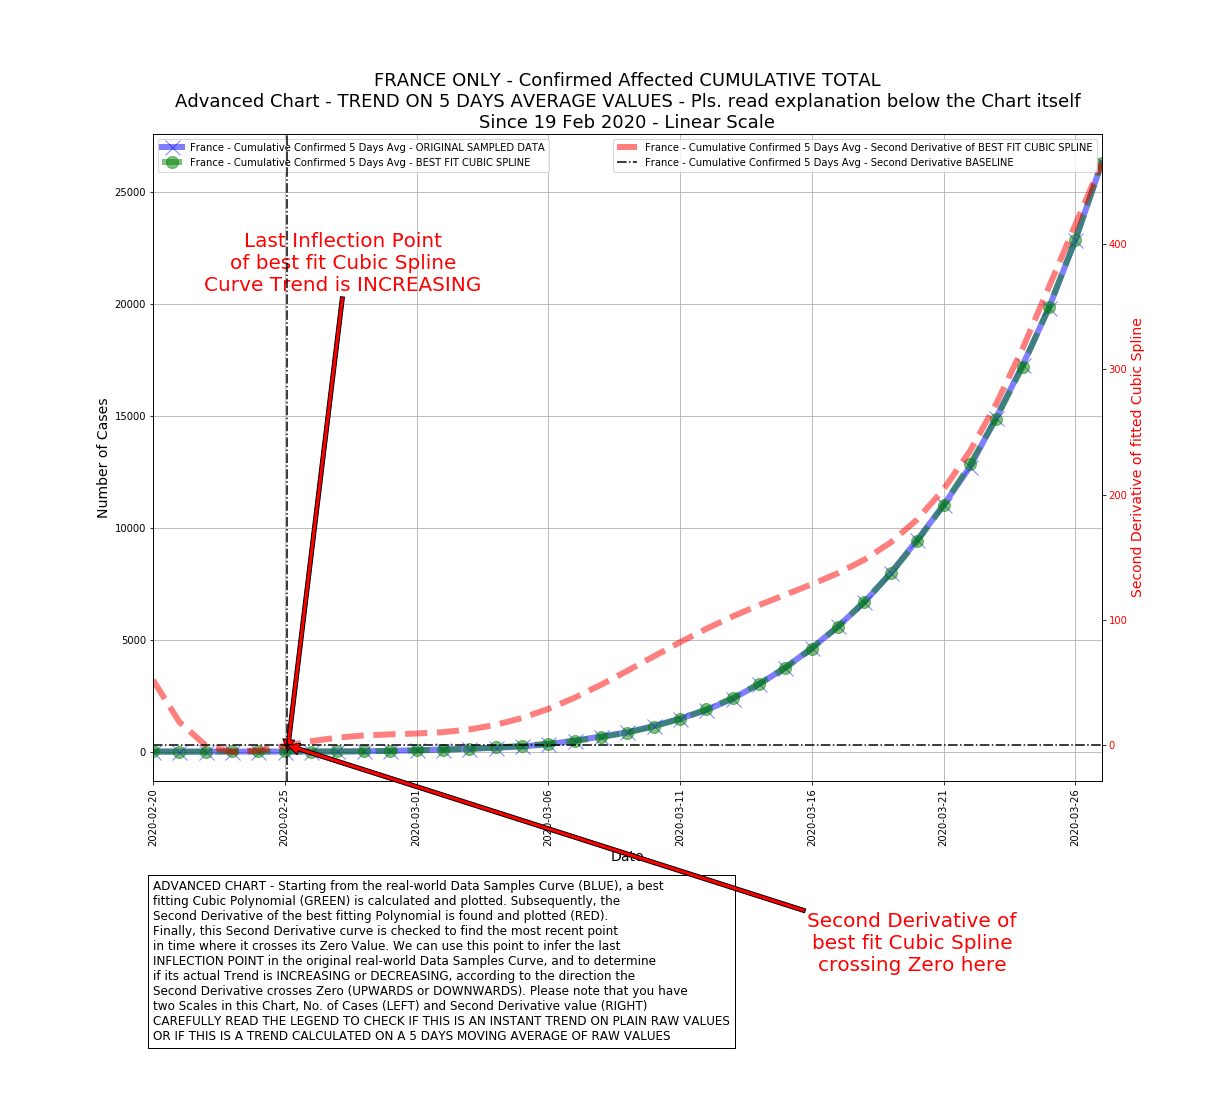 FRANCE ONLY - Confirmed Affected CUMULATIVE TOTAL
Advanced Chart - TREND ON 5 DAYS AVERAGE VALUES - Pls. read explanation below the Chart itself
Since 19 Feb 2020 - Linear Scale
France - Cumulative Confirmed 5 Days Avg - ORIGINAL SAMPLED DATA
France - Cumulative Confirmed 5 Days Avg - BEST FIT CUBIC SPLINE
France - Cumulative Confirmed 5 Days Avg - Second Derivative of BEST FIT CUBIC SPLINE
France - Cumulative Confirmed 5 Days Avg - Second Derivative BASELINE
Last Inflection Point
of best fit Cubic Spline
Curve Trend is INCREASING
Number of Cases
25000
20000
15000
10000
5000
0
Second Derivative of fitted Cubic Spline
400
300
200
100
0
2020-02-20
2020-02-25
2020-03-01
2020-03-06
2020-03-11
2020-03-16
2020-03-21
2020-03-26
Date
ADVANCED CHART - Starting from the real-world Data Samples Curve (BLUE), a best
fitting Cubic Polynomial (GREEN) is calculated and plotted. Subsequently, the
Second Derivative of the best fitting Polynomial is found and plotted (RED).
Finally, this Second Derivative curve is checked to find the most recent point
in time where it crosses its Zero Value. We can use this point to infer the last
INFLECTION POINT in the original real-world Data Samples Curve, and to determine
if its actual Trend is INCREASING or DECREASING, according to the direction the
Second Derivative crosses Zero (UPWARDS or DOWNWARDS). Please note that you have
two Scales in this Chart, No. of Cases (LEFT) and Second Derivative value (RIGHT)
CAREFULLY READ THE LEGEND TO CHECK IF THIS IS AN INSTANT TREND ON PLAIN RAW VALUES
OR IF THIS IS A TREND CALCULATED ON A 5 DAYS MOVING AVERAGE OF RAW VALUES
Second Derivative of
best fit Cubic Spline
crossing Zero here